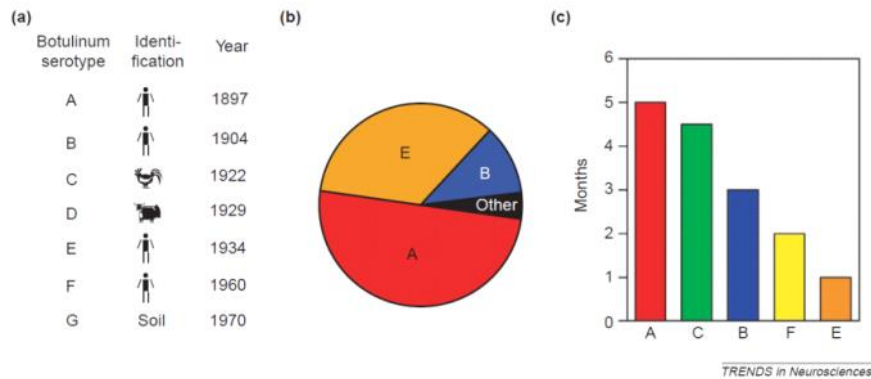 (a)
Botulinum serotype Identi-fication Year
A 1897
B 1904
C 1922
D 1929
E 1934
F 1960
G Soil 1970
(b)
E
B
Other
A
(c)
Months
6
5
4
3
2
1
0
A C B F E
TRENDS in Neurosciences